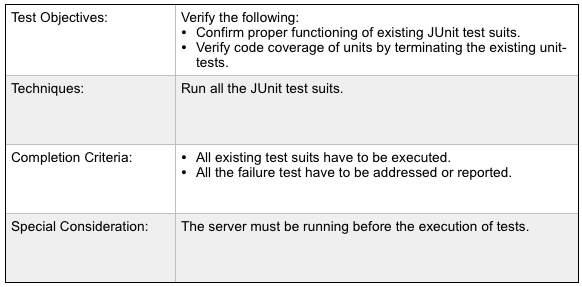 Test Objectives:
Verify the following:
• Confirm proper functioning of existing JUnit test suits.
• Verify code coverage of units by terminating the existing unit-
tests.
Techniques:
Run all the JUnit test suits.
Completion Criteria:
• All existing test suits have to be executed.
• All the failure test have to be addressed or reported.
Special Consideration:
The server must be running before the execution of tests.